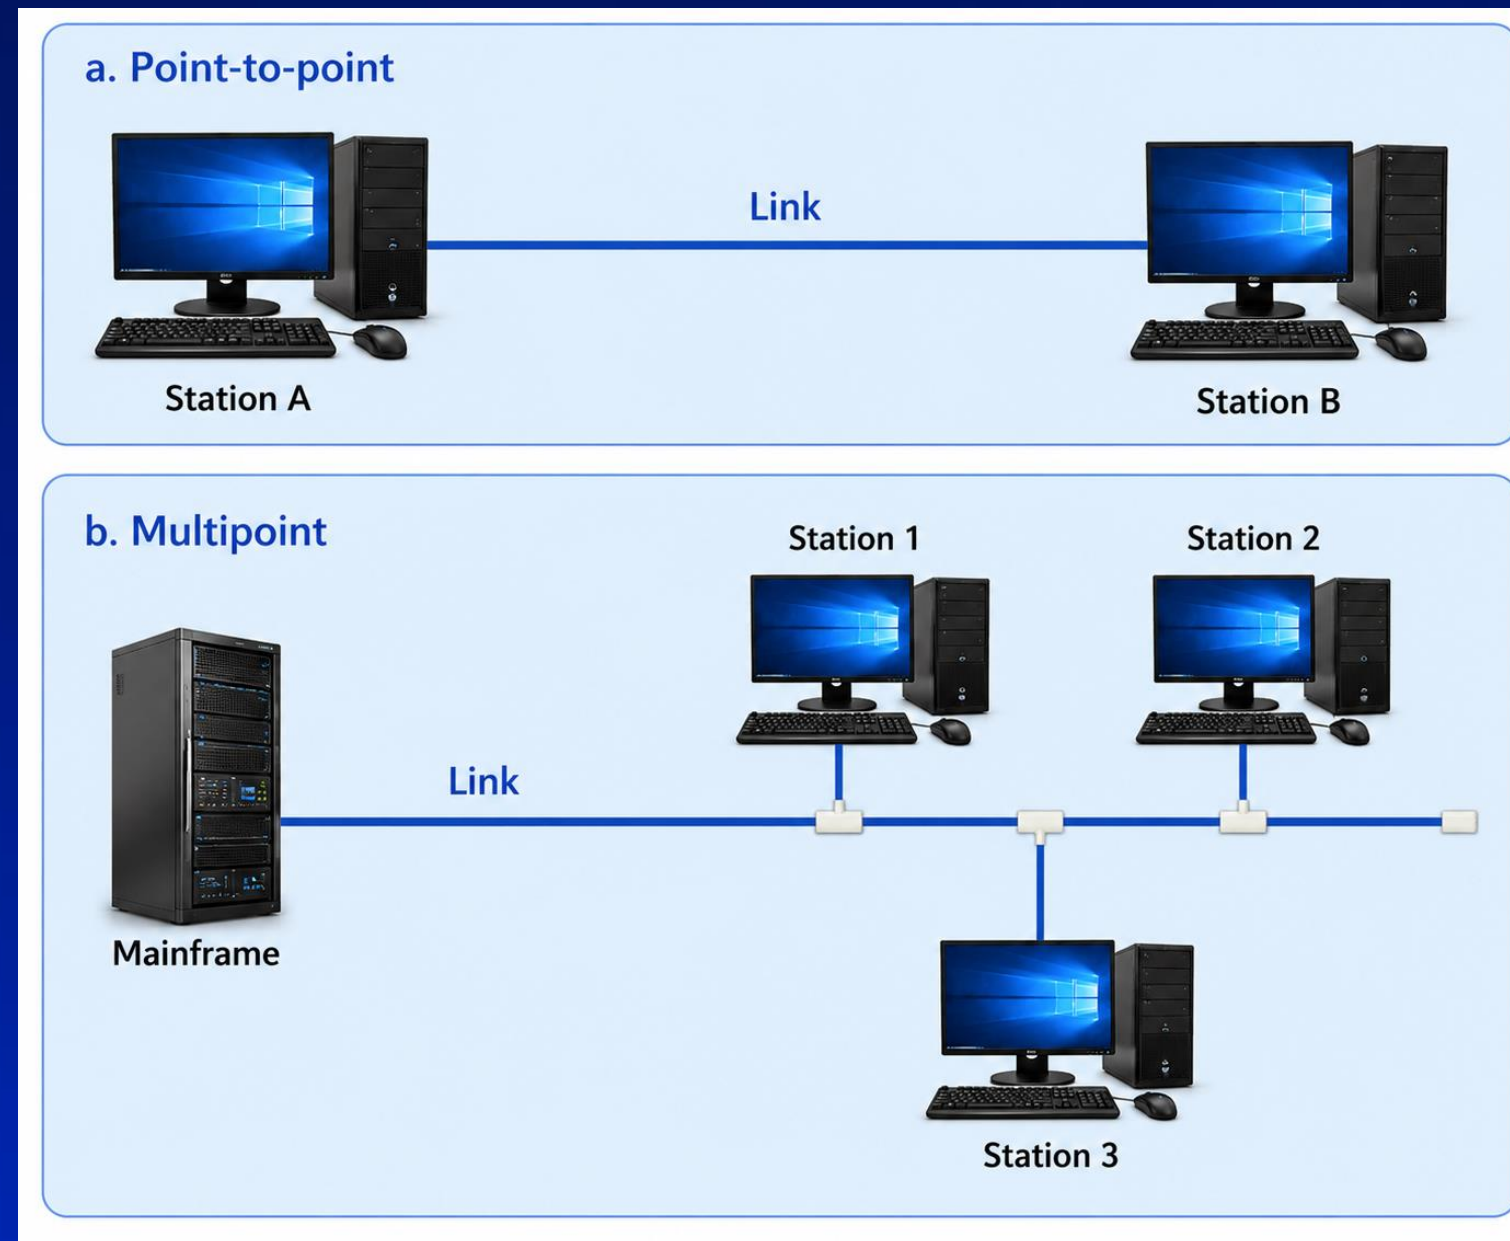 a. Point-to-point
Link
Station A
Station B
b. Multipoint
Station 1
Station 2
Link
Mainframe
Station 3